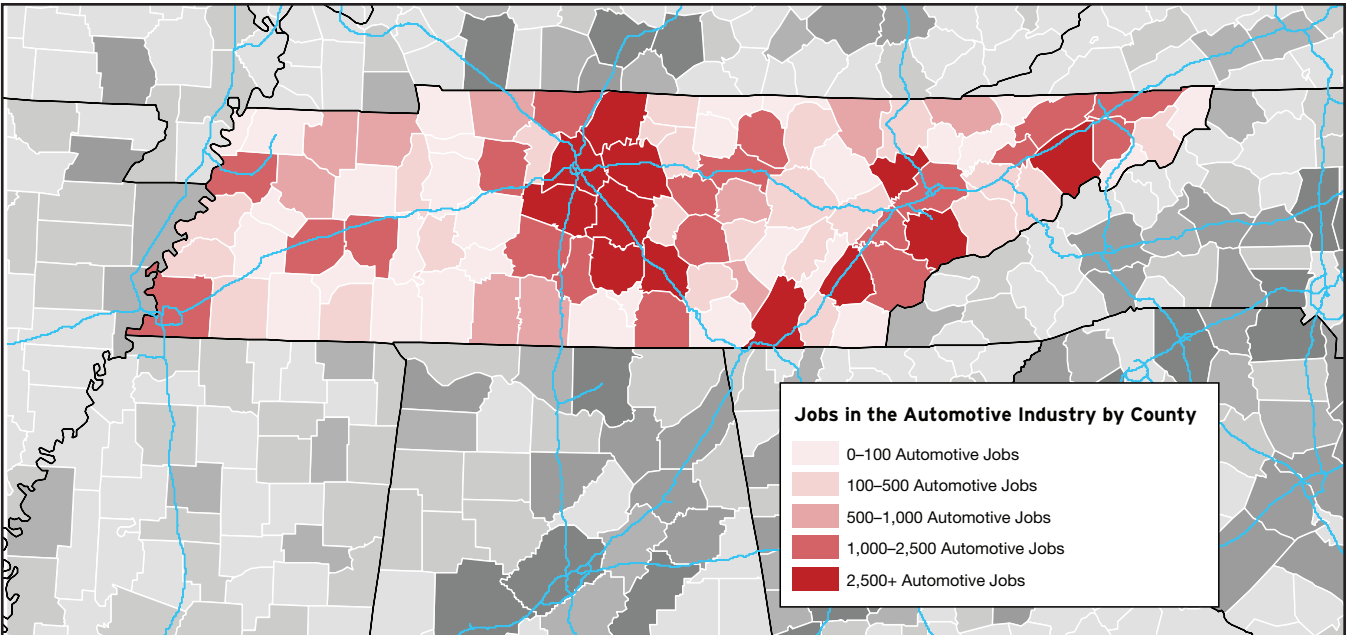 Jobs in the Automotive Industry by County
0–100 Automotive Jobs
100–500 Automotive Jobs
500–1,000 Automotive Jobs
1,000–2,500 Automotive Jobs
2,500+ Automotive Jobs